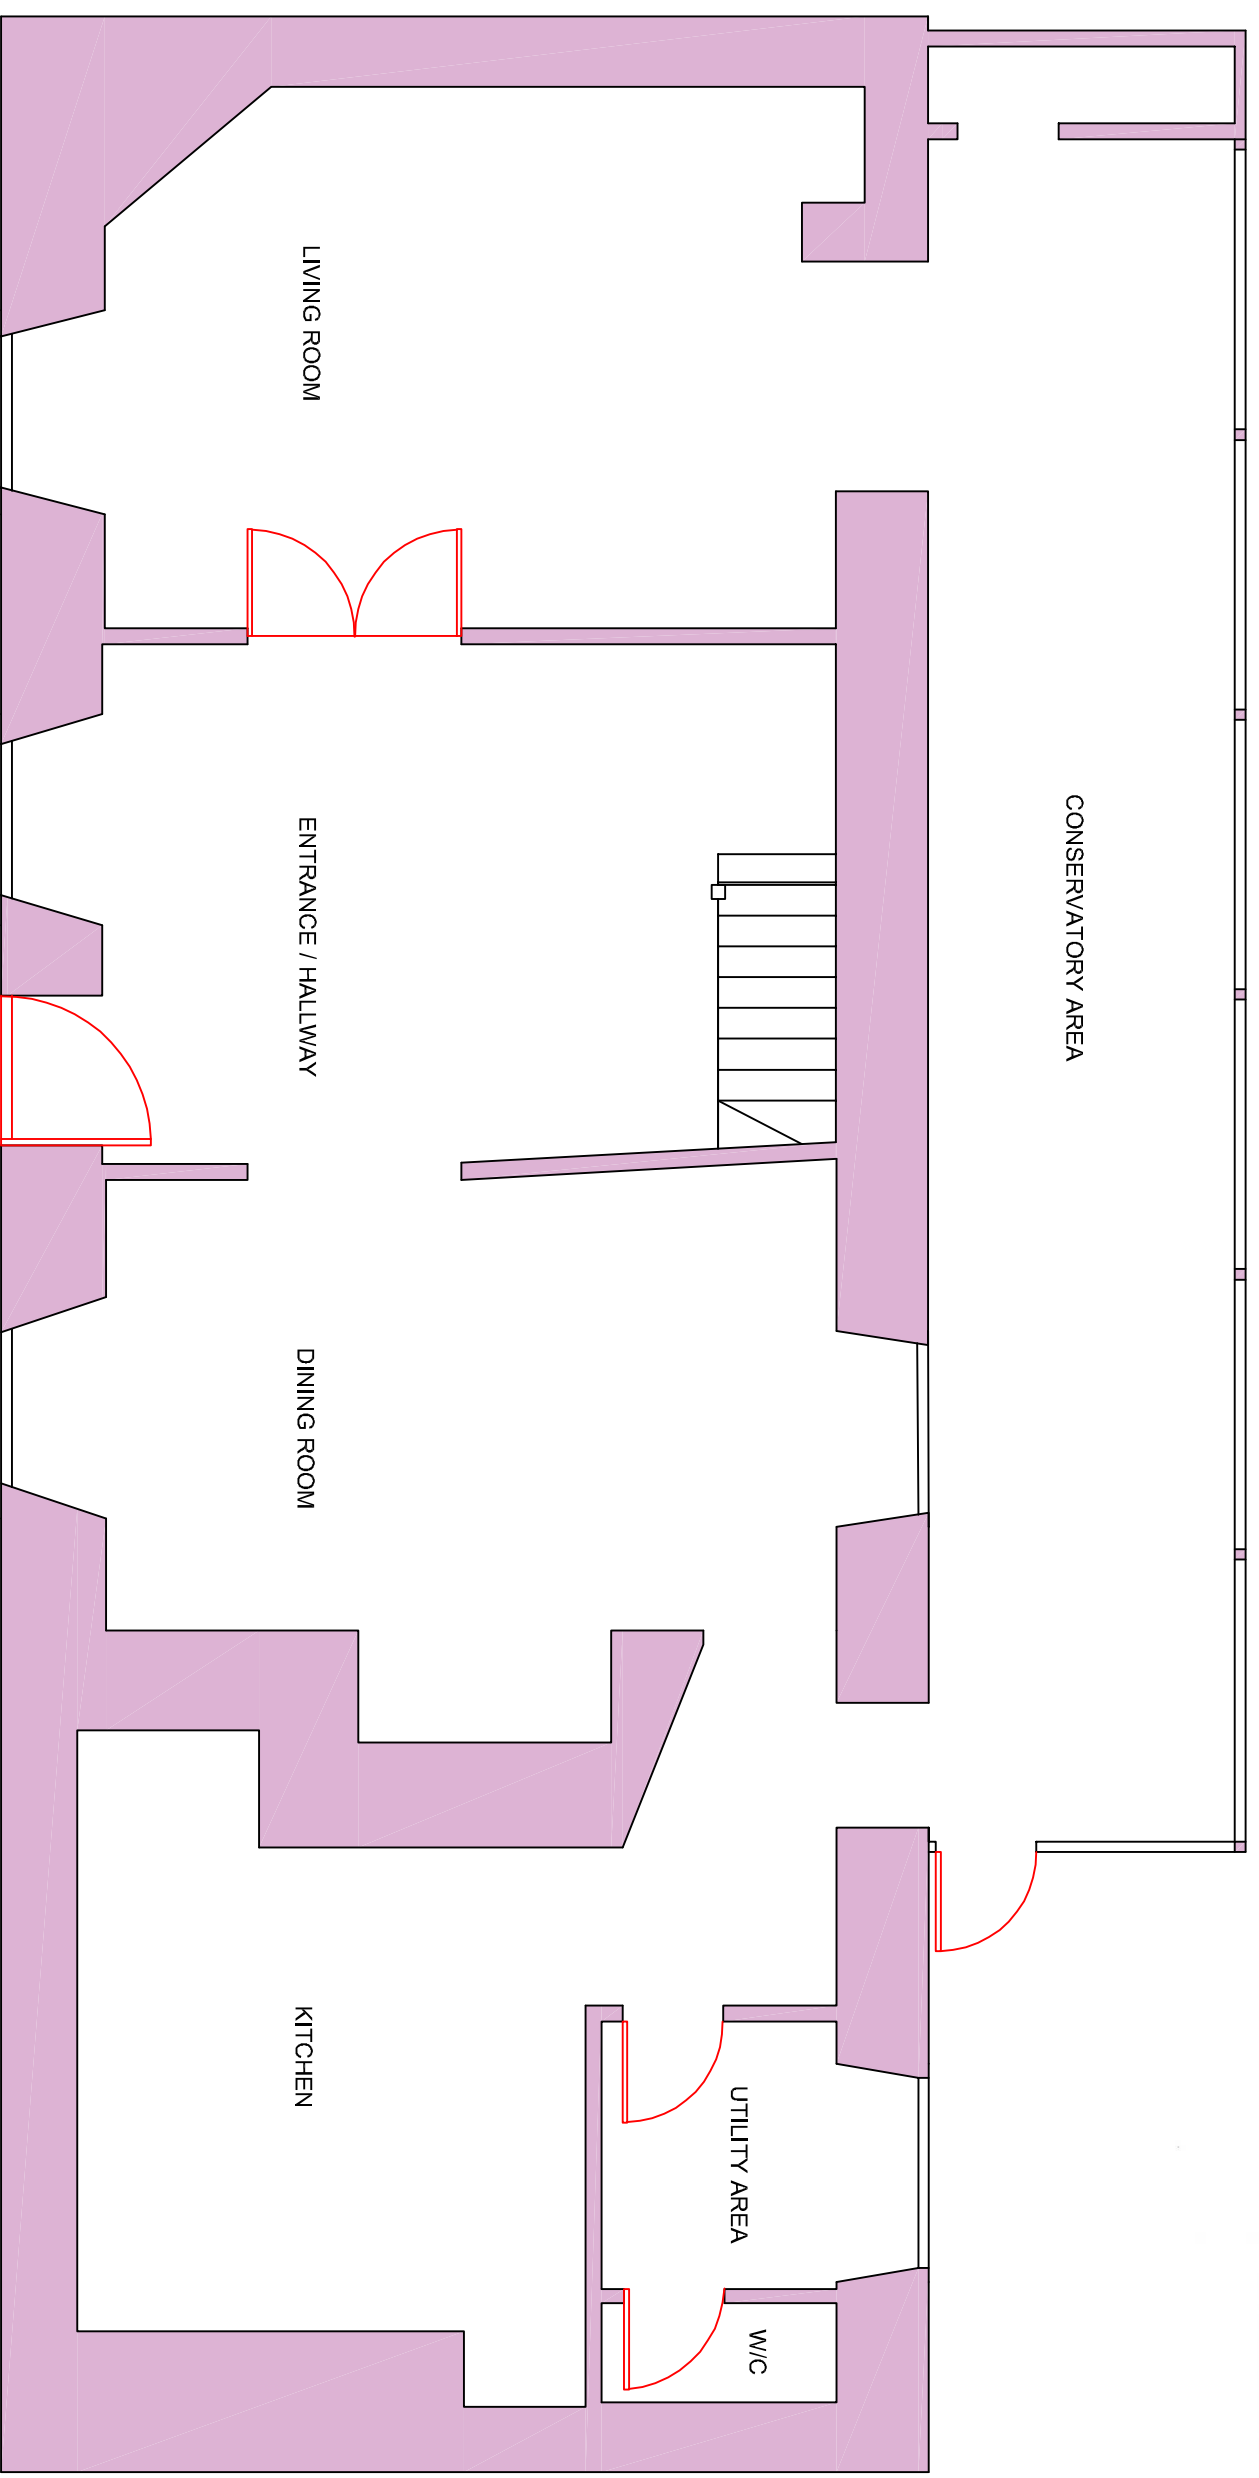 LIVING ROOM
ENTRANCE / HALLWAY
CONSERVATORY AREA
DINING ROOM
KITCHEN
UTILITY AREA
W/C